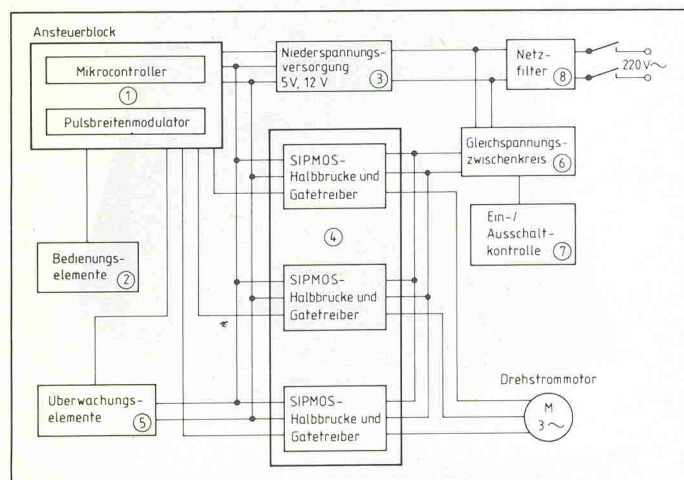 Ansteuerblock
Mikrocontroller
1
Pulsbreitenmodulator
Niederspannungs-
versorgung
5V, 12 V
3
Netz-
filter
8
220 V~
Gleichspannungs-
zwischenkreis
6
Ein-/
Ausschalt-
kontrolle
7
SIPMOS-
Halbbrücke und
Gatetreiber
4
SIPMOS-
Halbbrücke und
Gatetreiber
SIPMOS-
Halbbrücke und
Gatetreiber
Bedienungs-
elemente
2
Überwachungs-
elemente
5
Drehstrommotor
M
3~